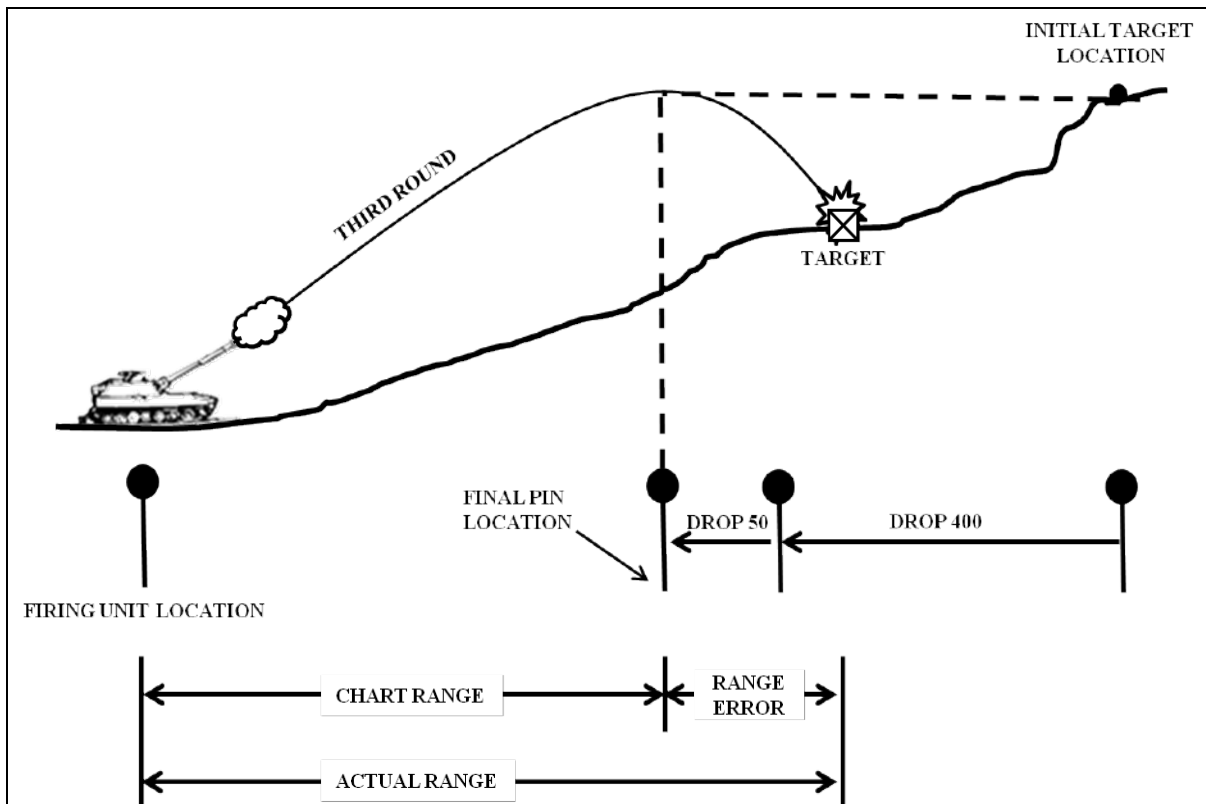 INITIAL TARGET
LOCATION
THIRD ROUND
TARGET
FINAL PIN
LOCATION
DROP 50
DROP 400
FIRING UNIT LOCATION
CHART RANGE
RANGE
ERROR
ACTUAL RANGE